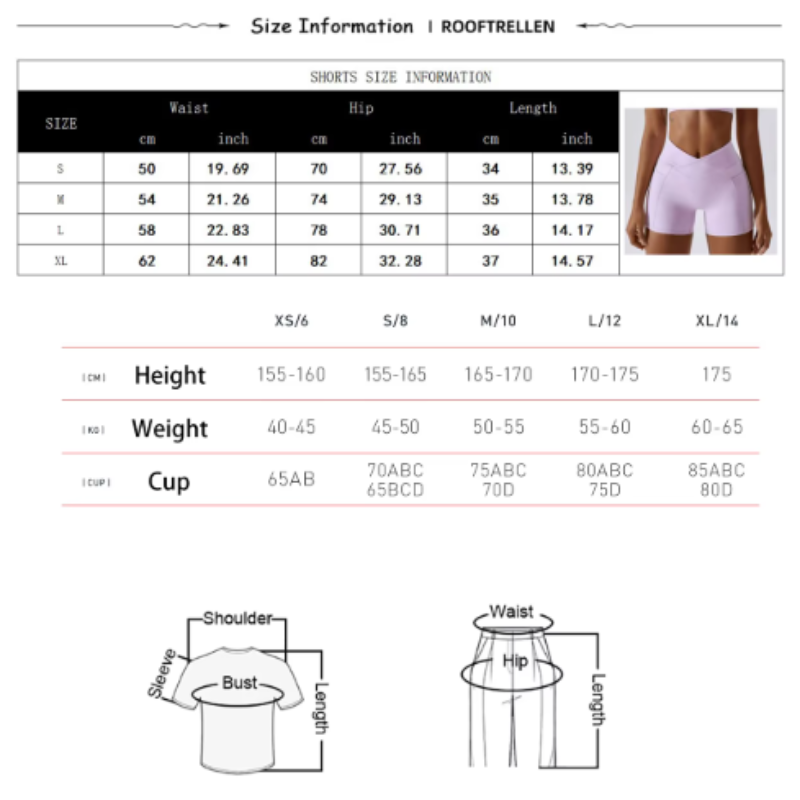 Size Information | ROOFTRELLEN
SHORTS SIZE INFORMATION
SIZE Waist Hip Length
cm inch cm inch cm inch
S 50 19.69 70 27.56 34 13.39
M 54 21.26 74 29.13 35 13.78
L 58 22.83 78 30.71 36 14.17
XL 62 24.41 82 32.28 37 14.57
XS/6 S/8 M/10 L/12 XL/14
|CM| Height 155-160 155-165 165-170 170-175 175
|KG| Weight 40-45 45-50 50-55 55-60 60-65
|CUP| Cup 65AB 70ABC 75ABC 80ABC 85ABC
65BCD 70D 75D 80D
Shoulder
Sleeve
Bust
Length
Waist
Hip
Length